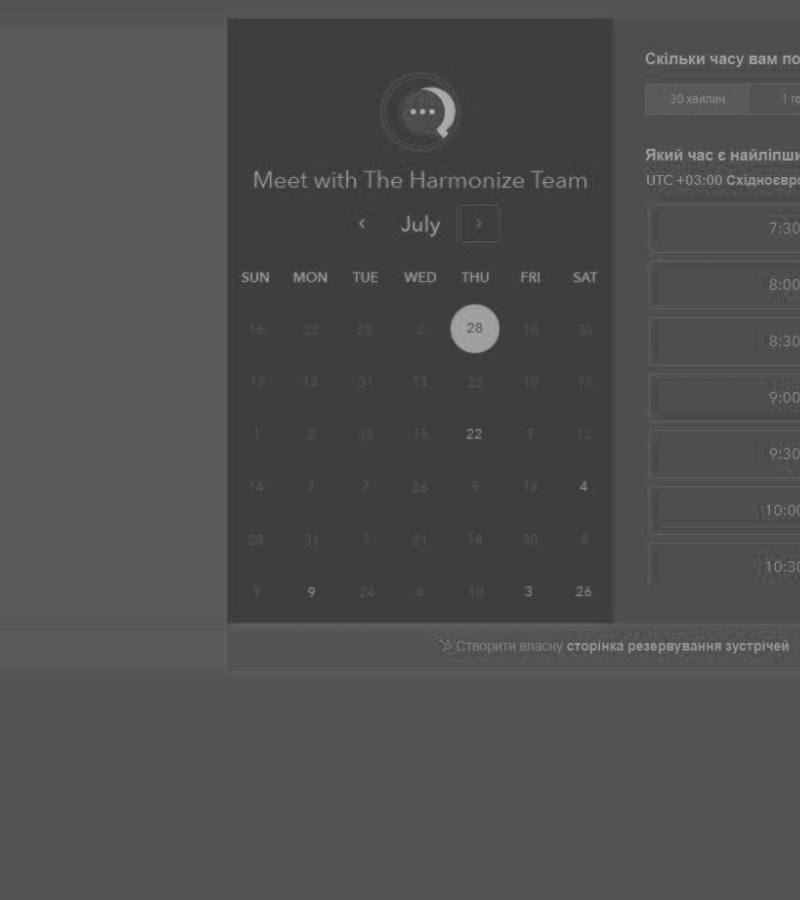 Meet with The Harmonize Team
‹ July ›
SUN MON TUE WED THU FRI SAT
16 22 25 2 28 10 30
17 12 31 13 22 10 10
1 2 10 15 22 9 12
14 7 7 26 9 16 4
28 31 1 21 14 30 8
9 9 24 6 10 3 26
Скільки часу вам по
30 хвилин 1 го
Який час є найліпши
UTC +03:00 Східноєвро
7:30
8:00
8:30
9:00
9:30
10:00
10:30
Створити власну сторінка резервування зустрічей